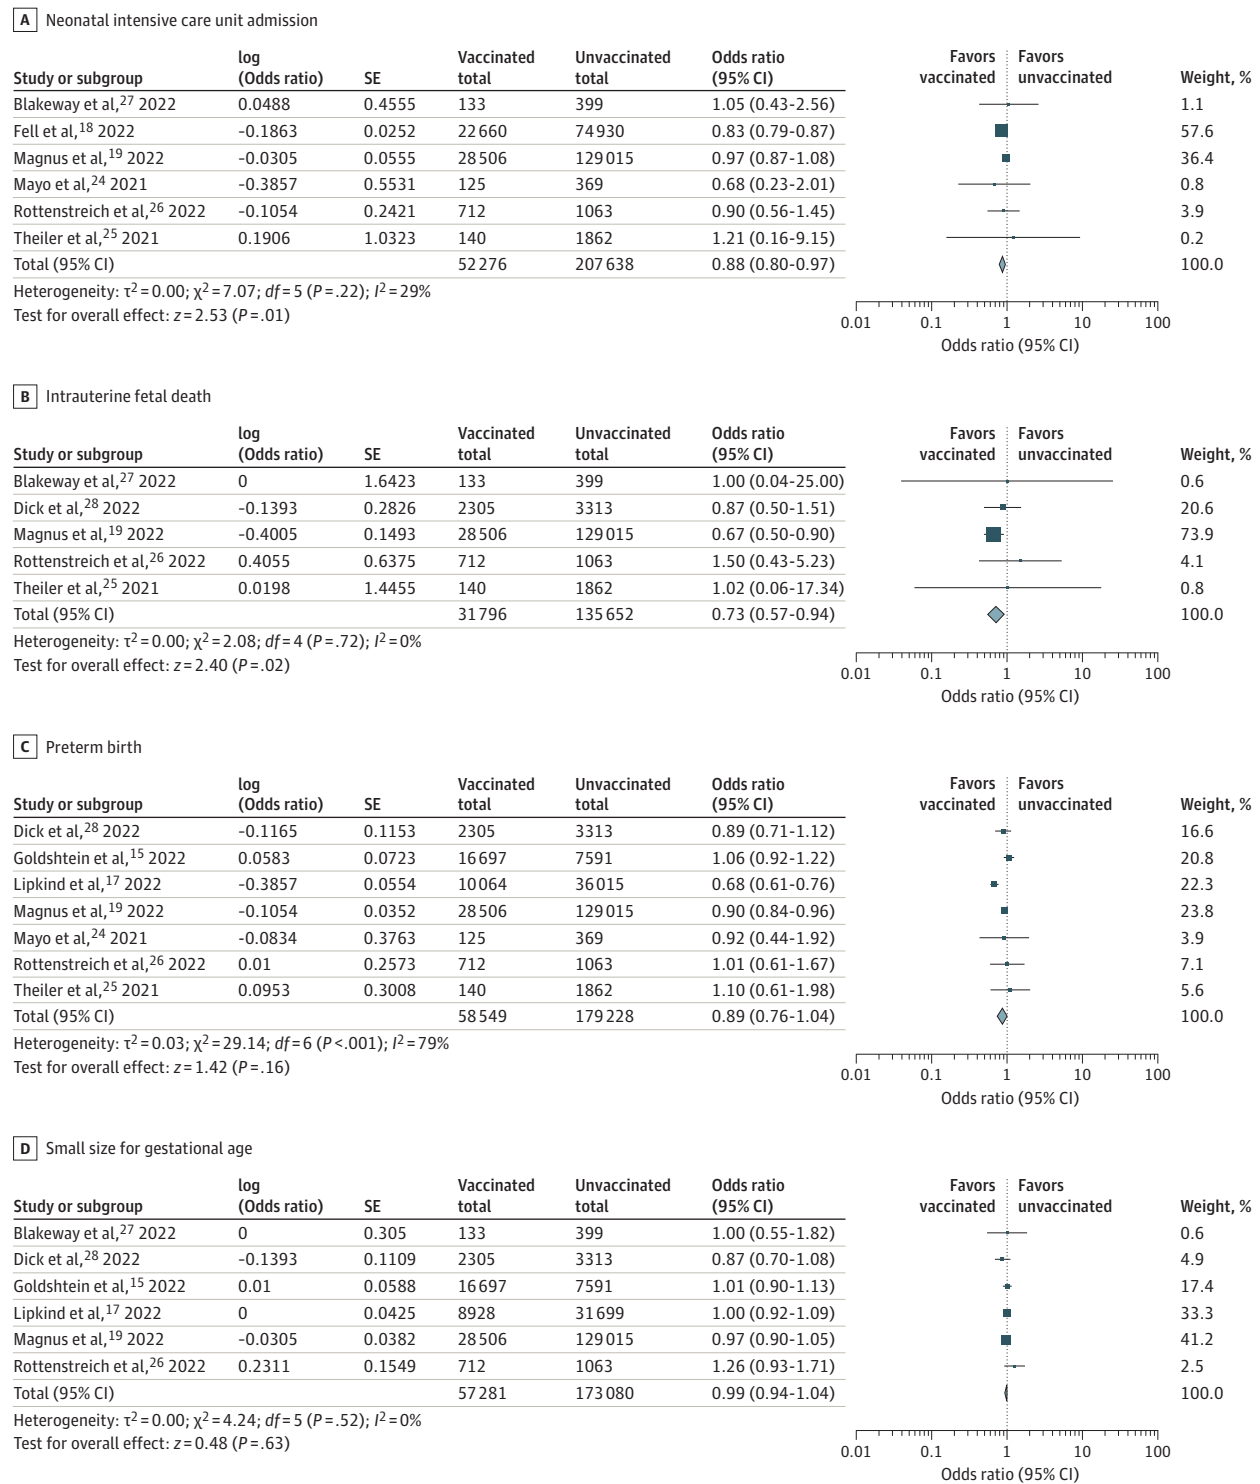 A Neonatal intensive care unit admission
Study or subgroup log (Odds ratio) SE Vaccinated total Unvaccinated total Odds ratio (95% CI) Favors vaccinated Favors unvaccinated Weight, %
Blakeway et al,27 2022 0.0488 0.4555 133 399 1.05 (0.43-2.56) 1.1
Fell et al,18 2022 -0.1863 0.0252 22660 74930 0.83 (0.79-0.87) 57.6
Magnus et al,19 2022 -0.0305 0.0555 28506 129015 0.97 (0.87-1.08) 36.4
Mayo et al,24 2021 -0.3857 0.5531 125 369 0.68 (0.23-2.01) 0.8
Rottenstreich et al,26 2022 -0.1054 0.2421 712 1063 0.90 (0.56-1.45) 3.9
Theiler et al,25 2021 0.1906 1.0323 140 1862 1.21 (0.16-9.15) 0.2
Total (95% CI) 52276 207638 0.88 (0.80-0.97) 100.0
Heterogeneity: τ2=0.00; χ2=7.07; df=5 (P=.22); I2=29%
Test for overall effect: z=2.53 (P=.01)
0.01 0.1 1 10 100
Odds ratio (95% CI)
B Intrauterine fetal death
Study or subgroup log (Odds ratio) SE Vaccinated total Unvaccinated total Odds ratio (95% CI) Favors vaccinated Favors unvaccinated Weight, %
Blakeway et al,27 2022 0 1.6423 133 399 1.00 (0.04-25.00) 0.6
Dick et al,28 2022 -0.1393 0.2826 2305 3313 0.87 (0.50-1.51) 20.6
Magnus et al,19 2022 -0.4005 0.1493 28506 129015 0.67 (0.50-0.90) 73.9
Rottenstreich et al,26 2022 0.4055 0.6375 712 1063 1.50 (0.43-5.23) 4.1
Theiler et al,25 2021 0.0198 1.4455 140 1862 1.02 (0.06-17.34) 0.8
Total (95% CI) 31796 135652 0.73 (0.57-0.94) 100.0
Heterogeneity: τ2=0.00; χ2=2.08; df=4 (P=.72); I2=0%
Test for overall effect: z=2.40 (P=.02)
0.01 0.1 1 10 100
Odds ratio (95% CI)
C Preterm birth
Study or subgroup log (Odds ratio) SE Vaccinated total Unvaccinated total Odds ratio (95% CI) Favors vaccinated Favors unvaccinated Weight, %
Dick et al,28 2022 -0.1165 0.1153 2305 3313 0.89 (0.71-1.12) 16.6
Goldshtein et al,15 2022 0.0583 0.0723 16697 7591 1.06 (0.92-1.22) 20.8
Lipkind et al,17 2022 -0.3857 0.0554 10064 36015 0.68 (0.61-0.76) 22.3
Magnus et al,19 2022 -0.1054 0.0352 28506 129015 0.90 (0.84-0.96) 23.8
Mayo et al,24 2021 -0.0834 0.3763 125 369 0.92 (0.44-1.92) 3.9
Rottenstreich et al,26 2022 0.01 0.2573 712 1063 1.01 (0.61-1.67) 7.1
Theiler et al,25 2021 0.0953 0.3008 140 1862 1.10 (0.61-1.98) 5.6
Total (95% CI) 58549 179228 0.89 (0.76-1.04) 100.0
Heterogeneity: τ2=0.03; χ2=29.14; df=6 (P<.001); I2=79%
Test for overall effect: z=1.42 (P=.16)
0.01 0.1 1 10 100
Odds ratio (95% CI)
D Small size for gestational age
Study or subgroup log (Odds ratio) SE Vaccinated total Unvaccinated total Odds ratio (95% CI) Favors vaccinated Favors unvaccinated Weight, %
Blakeway et al,27 2022 0 0.305 133 399 1.00 (0.55-1.82) 0.6
Dick et al,28 2022 -0.1393 0.1109 2305 3313 0.87 (0.70-1.08) 4.9
Goldshtein et al,15 2022 0.01 0.0588 16697 7591 1.01 (0.90-1.13) 17.4
Lipkind et al,17 2022 0 0.0425 8928 31699 1.00 (0.92-1.09) 33.3
Magnus et al,19 2022 -0.0305 0.0382 28506 129015 0.97 (0.90-1.05) 41.2
Rottenstreich et al,26 2022 0.2311 0.1549 712 1063 1.26 (0.93-1.71) 2.5
Total (95% CI) 57281 173080 0.99 (0.94-1.04) 100.0
Heterogeneity: τ2=0.00; χ2=4.24; df=5 (P=.52); I2=0%
Test for overall effect: z=0.48 (P=.63)
0.01 0.1 1 10 100
Odds ratio (95% CI)